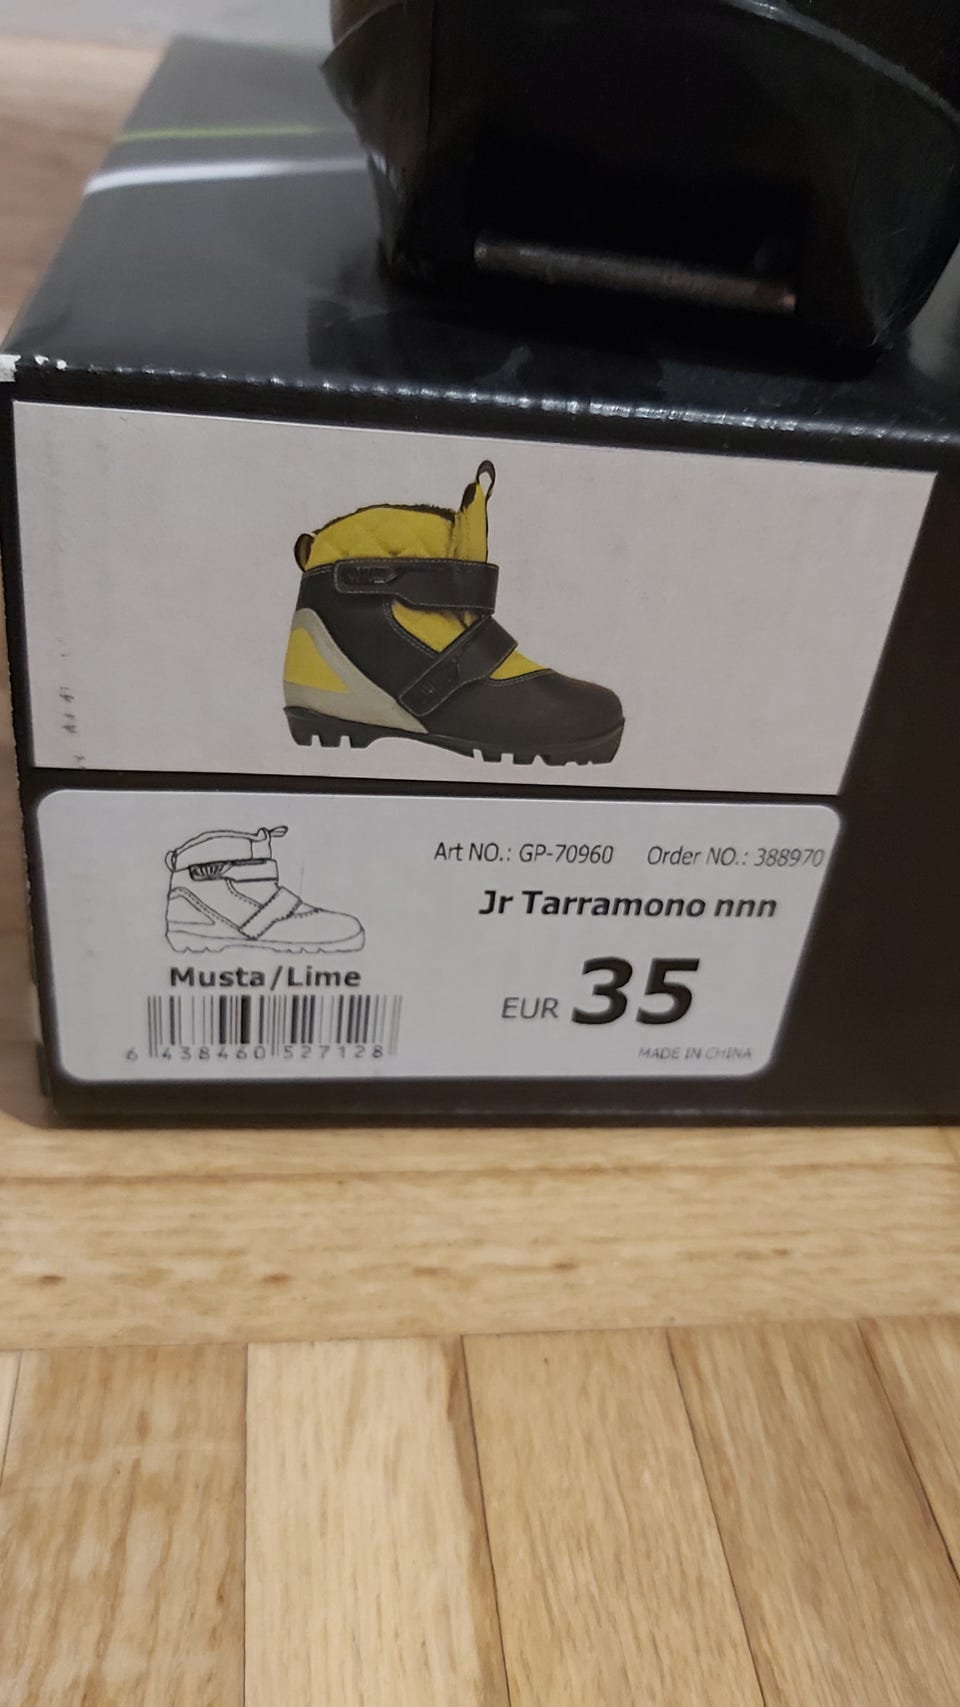 Art NO.: GP-70960 Order NO.: 388970
Jr Tarramono nnn
Musta/Lime
EUR 35
6 438460 527128
MADE IN CHINA